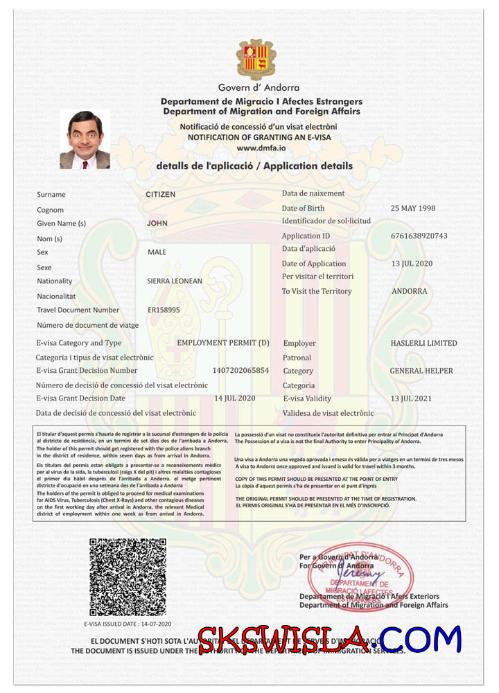 Govern d' Andorra
Departament de Migracio I Afectes Estrangers
Department of Migration and Foreign Affairs
Notificació de concessió d'un visat electròni
NOTIFICATION OF GRANTING AN E-VISA
www.dmfa.io
detalls de l'aplicació / Application details
Surname CITIZEN Data de naixement
Cognom Date of Birth 25 MAY 1998
Given Name (s) JOHN Identificador de sol·licitud
Nom (s) Application ID 6761638920743
Sex MALE Data d'aplicació
Sexe Date of Application 13 JUL 2020
Nationality SIERRA LEONEAN Per visitar el territori
Nacionalitat To Visit the Territory ANDORRA
Travel Document Number ER158995
Número de document de viatge
E-visa Category and Type EMPLOYMENT PERMIT (D) Employer HASLERLI LIMITED
Categoria i tipus de visat electrònic Patronal
E-visa Grant Decision Number 1407202065854 Category GENERAL HELPER
Número de decisió de concessió del visat electrònic Categoria
E-visa Grant Decision Date 14 JUL 2020 E-visa Validity 13 JUL 2021
Data de decisió de concessió del visat electrònic Validesa de visat electrònic
El titular d'aquest permís s'hauria de registrar a la sucursal d'estrangers de la policia
al districte de residència, en un termini de set dies des de l'arribada a Andorra.
The holder of this permit should get registered with the police aliens branch
in the district of residence, within seven days from arrival in Andorra.
Els titulars del permís estan obligats a presentar-se a reconeixements mèdics
per al virus de la sida, la tuberculosi (raigs X del pit) i altres malalties contagioses
el primer dia hàbil després de l'arribada a Andorra, el metge pertinent
districte d'ocupació en una setmana des de l'arribada a Andorra
The holders of the permit is obliged to proceed for medical examinations
for AIDS Virus, Tuberculosis (Chest X-Rays) and other contagious diseases
on the first working day after arrival in Andorra. the relevant Medical
district of employment within one week as from arrival in Andorra.
La possessió d'un visat no constitueix l'autoritat definitiva per entrar al Principat d'Andorra
The Possession of a visa is not the final Authority to enter Principality of Andorra.
Una visa a Andorra una vegada aprovada i emesa és vàlida per a viatges en un termini de tres mesos
A visa to Andorra once approved and issued is valid for travel within 3 months.
COPY OF THIS PERMIT SHOULD BE PRESENTED AT THE POINT OF ENTRY
La còpia d'aquest permís s'ha de presentar en el punt d'ingrés
THE ORIGINAL PERMIT SHOULD BE PRESENTED AT THE TIME OF REGISTRATION.
EL PERMIS ORIGINAL S'HA DE PRESENTAR EN EL MÉS D'INSCRIPCIÓ.
Per a Govern d'Andorra
For Govern d' Andorra
Jeremy
DEPARTAMENT DE
MIGRACIÓ I AFECTES
Departament de Migració i Afers Exteriors
Department of Migration and Foreign Affairs
E-VISA ISSUED DATE : 14-07-2020
EL DOCUMENT S'HOTI SOTA L'AUTORITAT DEL DEPARTAMENT DE SERVEIS D'IMMIGRACIÓ
THE DOCUMENT IS ISSUED UNDER THE AUTHORITY OF THE DEPARTMENT OF IMMIGRATION SERVICES.
SKSWISLA.COM